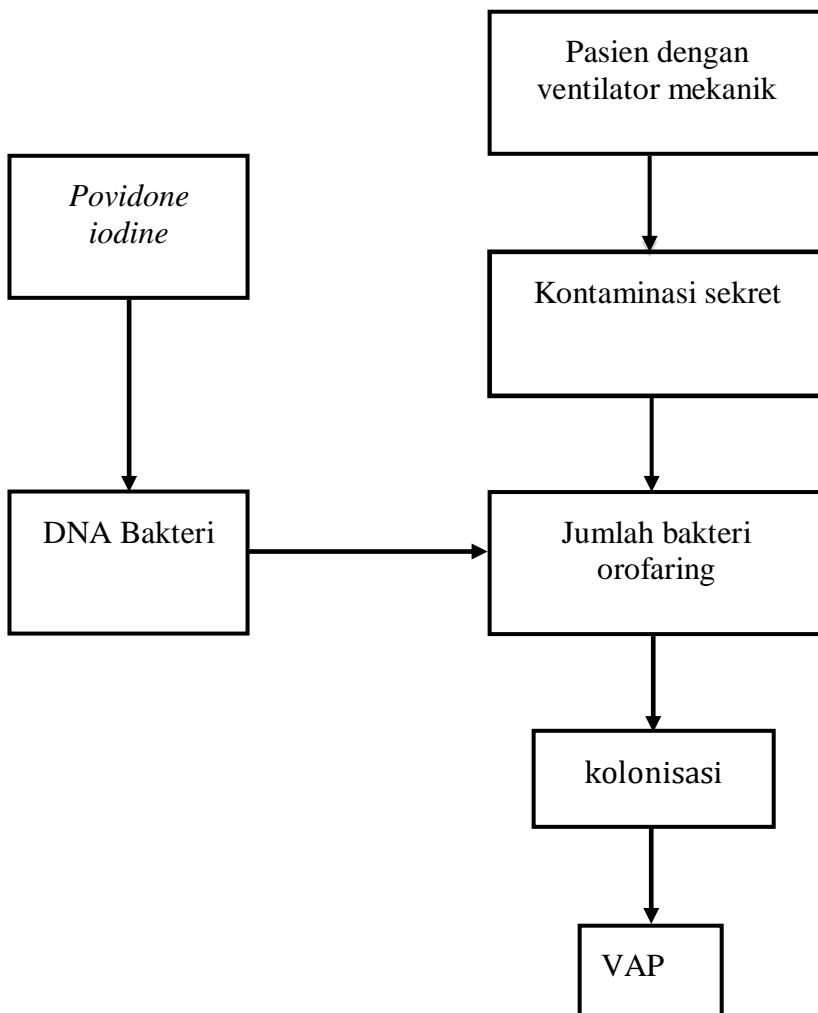 Pasien dengan
ventilator mekanik
Povidone
iodine
Kontaminasi sekret
DNA Bakteri
Jumlah bakteri
orofaring
kolonisasi
VAP